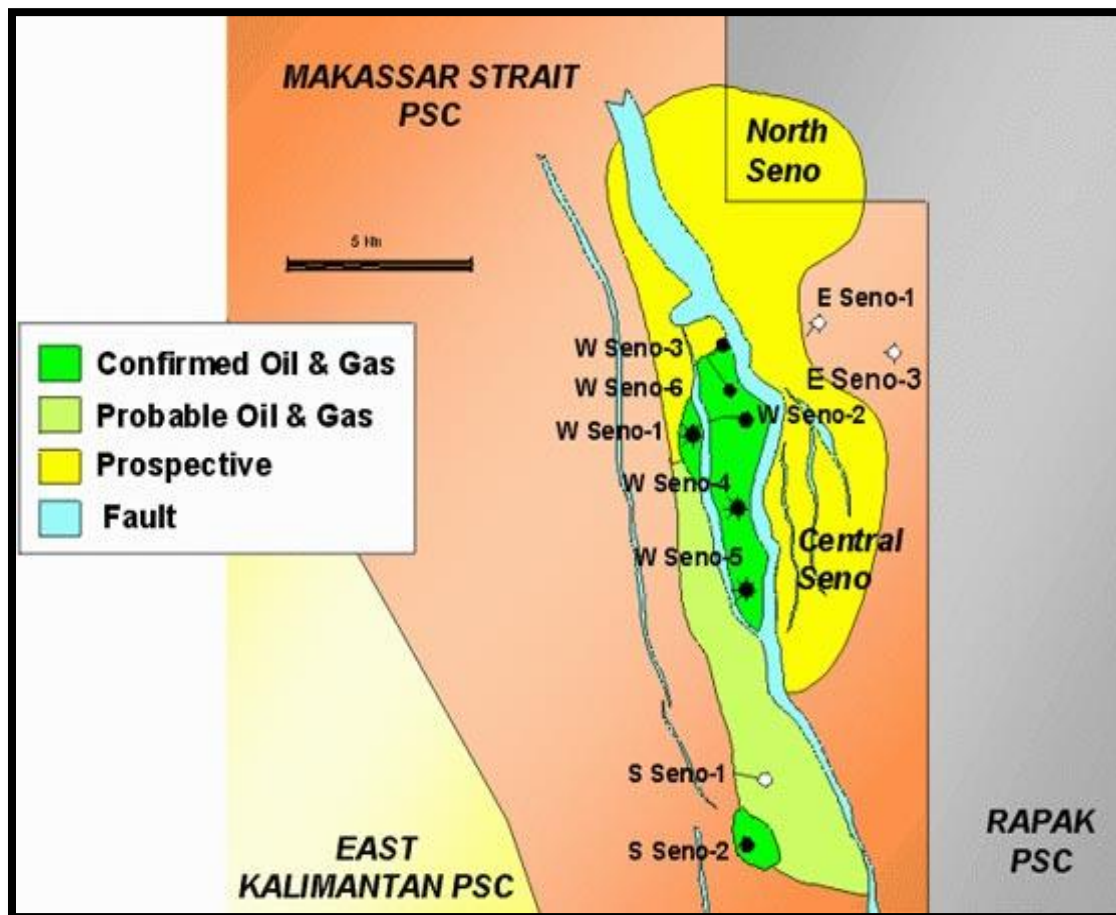 MAKASSAR STRAIT
PSC
North
Seno
5 Nm
E Seno-1
E Seno-3
W Seno-3
W Seno-6
W Seno-2
W Seno-1
W Seno-4
W Seno-5
Central
Seno
Confirmed Oil & Gas
Probable Oil & Gas
Prospective
Fault
S Seno-1
S Seno-2
EAST
KALIMANTAN PSC
RAPAK
PSC